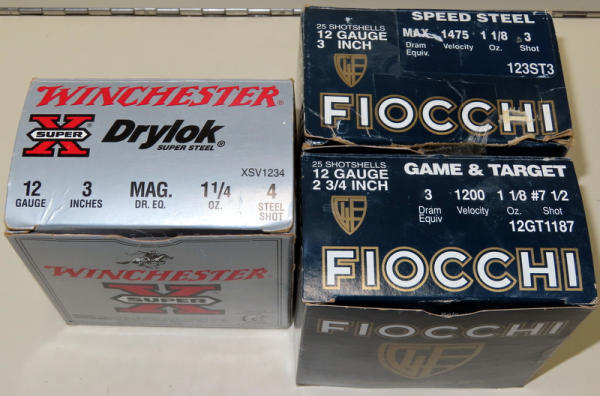 WINCHESTER®
SUPER X Drylok®
SUPER STEEL®
XSV1234
12 3 MAG. 1 1/4 4
GAUGE INCHES DR. EQ. OZ. STEEL SHOT
WINCHESTER
SUPER X
25 SHOTSHELLS SPEED STEEL
12 GAUGE
3 INCH
MAX 1475 1 1/8 3
Dram Equiv. Velocity Oz. Shot
123ST3
FIOCCHI
25 SHOTSHELLS
12 GAUGE
2 3/4 INCH
GAME & TARGET
3 1200 1 1/8 #7 1/2
Dram Equiv Velocity Oz. Shot
12GT1187
FIOCCHI
FIOCCHI